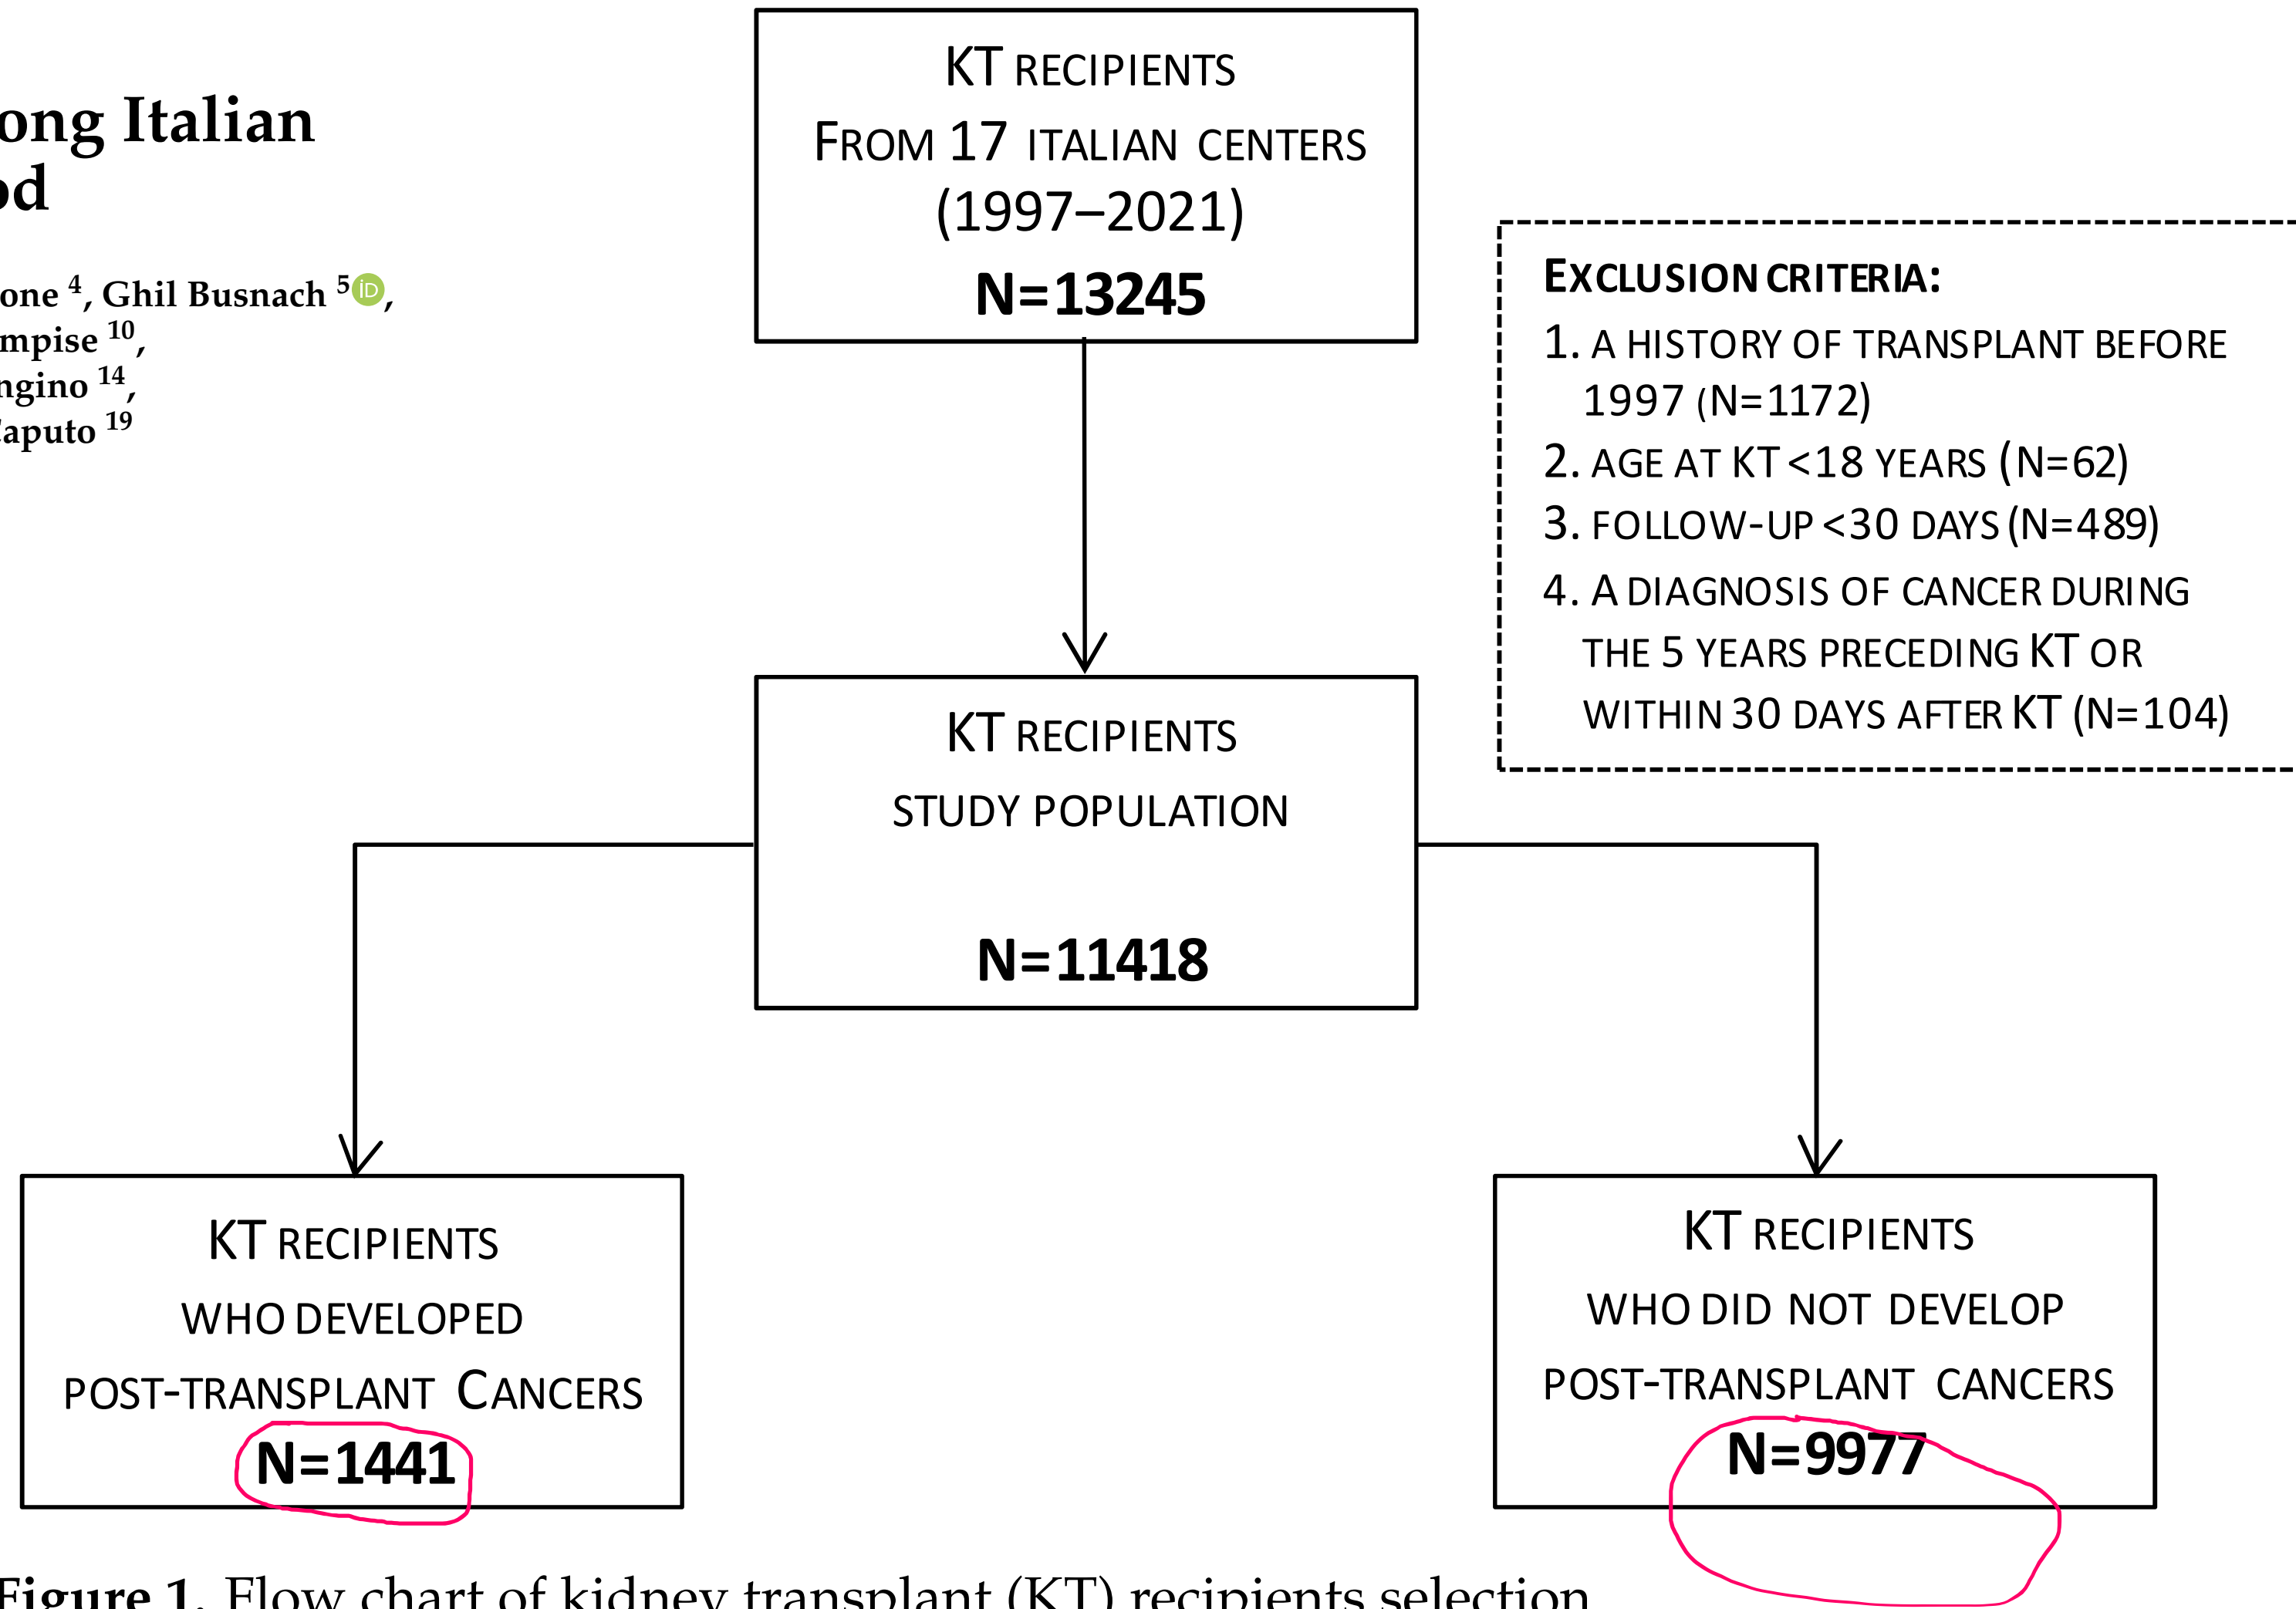 ong Italian
od
one 4, Ghil Busnach 5 iD,
mpise 10,
ngino 14,
Caputo 19
KT RECIPIENTS
FROM 17 ITALIAN CENTERS
(1997–2021)
N=13245
EXCLUSION CRITERIA:
1. A HISTORY OF TRANSPLANT BEFORE
1997 (N=1172)
2. AGE AT KT <18 YEARS (N=62)
3. FOLLOW-UP <30 DAYS (N=489)
4. A DIAGNOSIS OF CANCER DURING
THE 5 YEARS PRECEDING KT OR
WITHIN 30 DAYS AFTER KT (N=104)
KT RECIPIENTS
STUDY POPULATION
N=11418
KT RECIPIENTS
WHO DEVELOPED
POST-TRANSPLANT CANCERS
N=1441
KT RECIPIENTS
WHO DID NOT DEVELOP
POST-TRANSPLANT CANCERS
N=9977
Figure 1. Flow chart of kidney transplant (KT) recipients selection